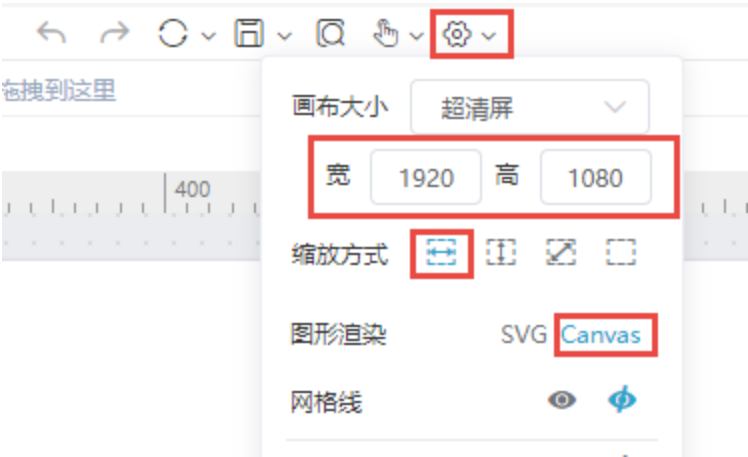 拖拽到这里
画布大小 超清屏
400
宽 1920 高 1080
缩放方式
图形渲染 SVG Canvas
网格线